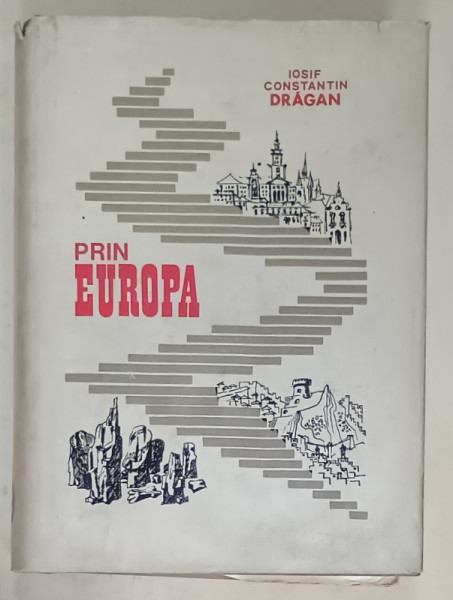 IOSIF
CONSTANTIN
DRĂGAN
PRIN
EUROPA